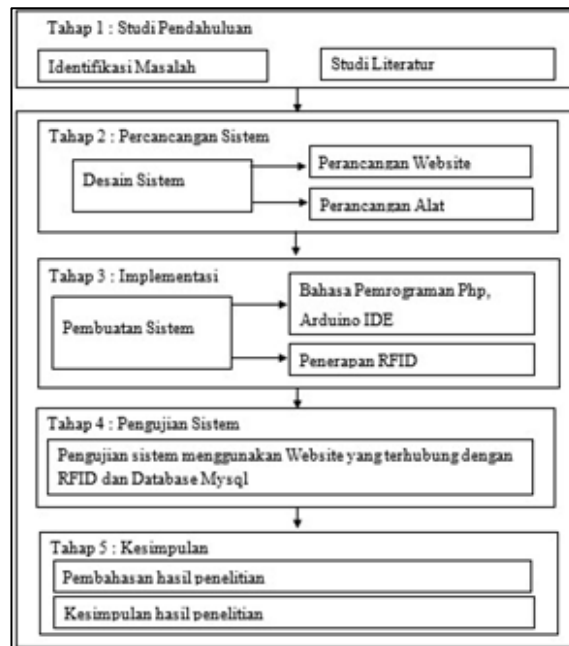 Tahap 1 : Studi Pendahuluan
Identifikasi Masalah
Studi Literatur
Tahap 2 : Percancangan Sistem
Desain Sistem
Perancangan Website
Perancangan Alat
Tahap 3 : Implementasi
Pembuatan Sistem
Bahasa Pemrograman Php,
Arduino IDE
Penerapan RFID
Tahap 4 : Pengujian Sistem
Pengujian sistem menggunakan Website yang terhubung dengan
RFID dan Database Mysql
Tahap 5 : Kesimpulan
Pembahasan hasil penelitian
Kesimpulan hasil penelitian